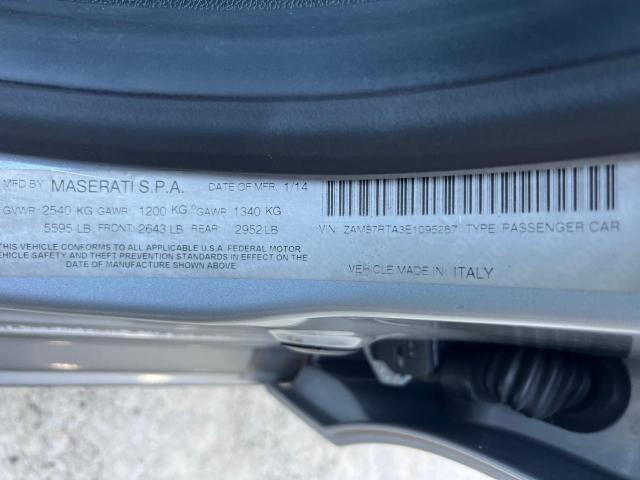 MFD BY MASERATI S.P.A. DATE OF MFR. 1/14
GVWR 2540 KG GAWR 1200 KG GAWR 1340 KG
5595 LB FRONT 2643 LB REAR 2952 LB
THIS VEHICLE CONFORMS TO ALL APPLICABLE U.S.A. FEDERAL MOTOR
VEHICLE SAFETY AND THEFT PREVENTION STANDARDS IN EFFECT ON THE
DATE OF MANUFACTURE SHOWN ABOVE
VIN: ZAM57RTA3E1095287 TYPE: PASSENGER CAR
VEHICLE MADE IN: ITALY